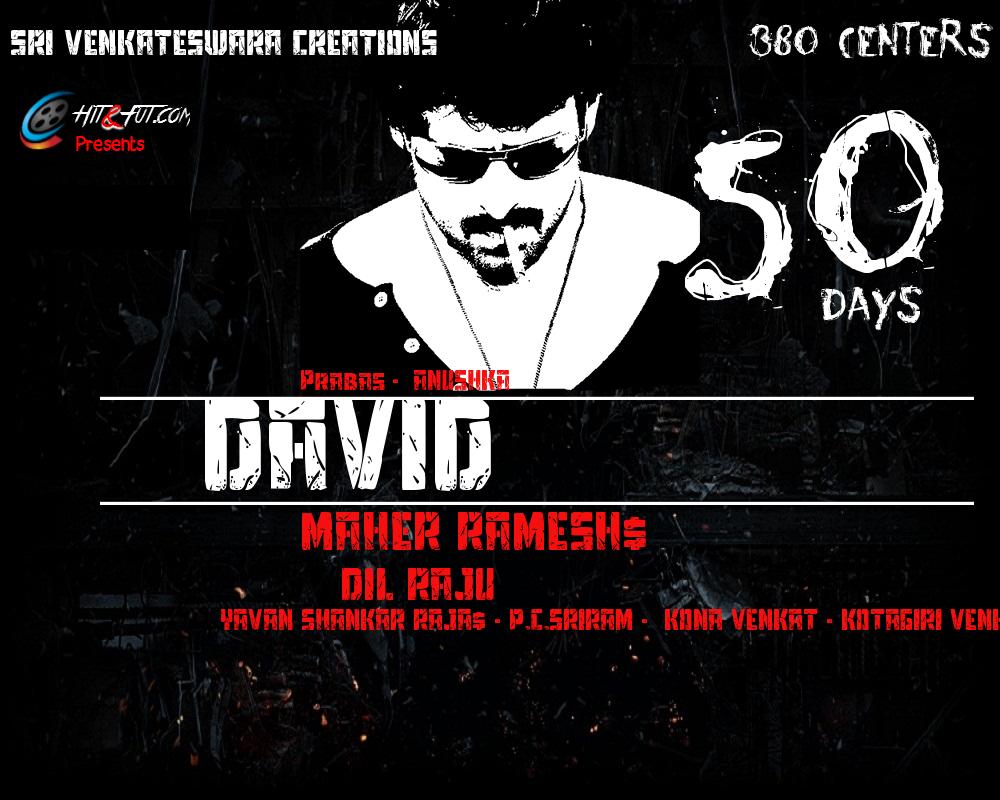 SRI VENKATESWARA CREATIONS
380 CENTERS
HIT&FUT.COM
Presents
50
DAYS
PRABAS - ANUSHKA
DAVID
MAHER RAMESH$
DIL RAJU
YAVAN SHANKAR RAJA$ - P.C.SRIRAM - KONA VENKAT - KOTAGIRI